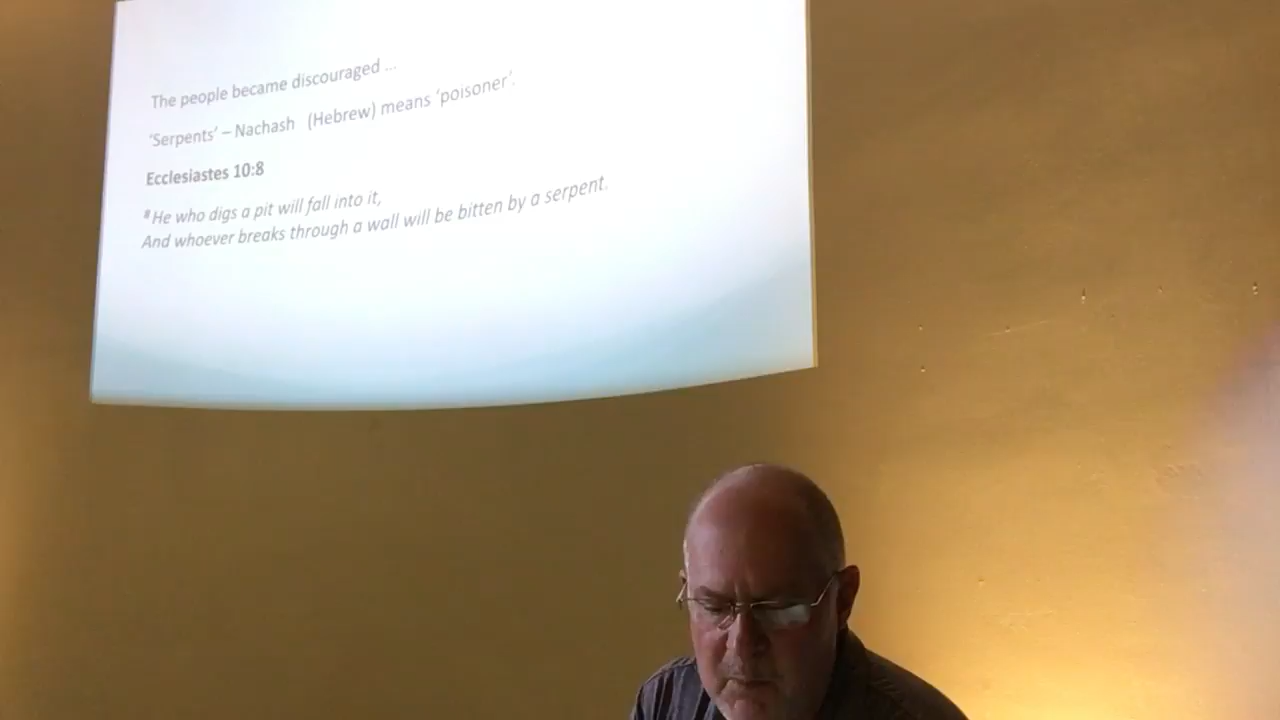 The people became discouraged ...
‘Serpents’ – Nachash (Hebrew) means ‘poisoner’.
Ecclesiastes 10:8
⁸ He who digs a pit will fall into it,
And whoever breaks through a wall will be bitten by a serpent.